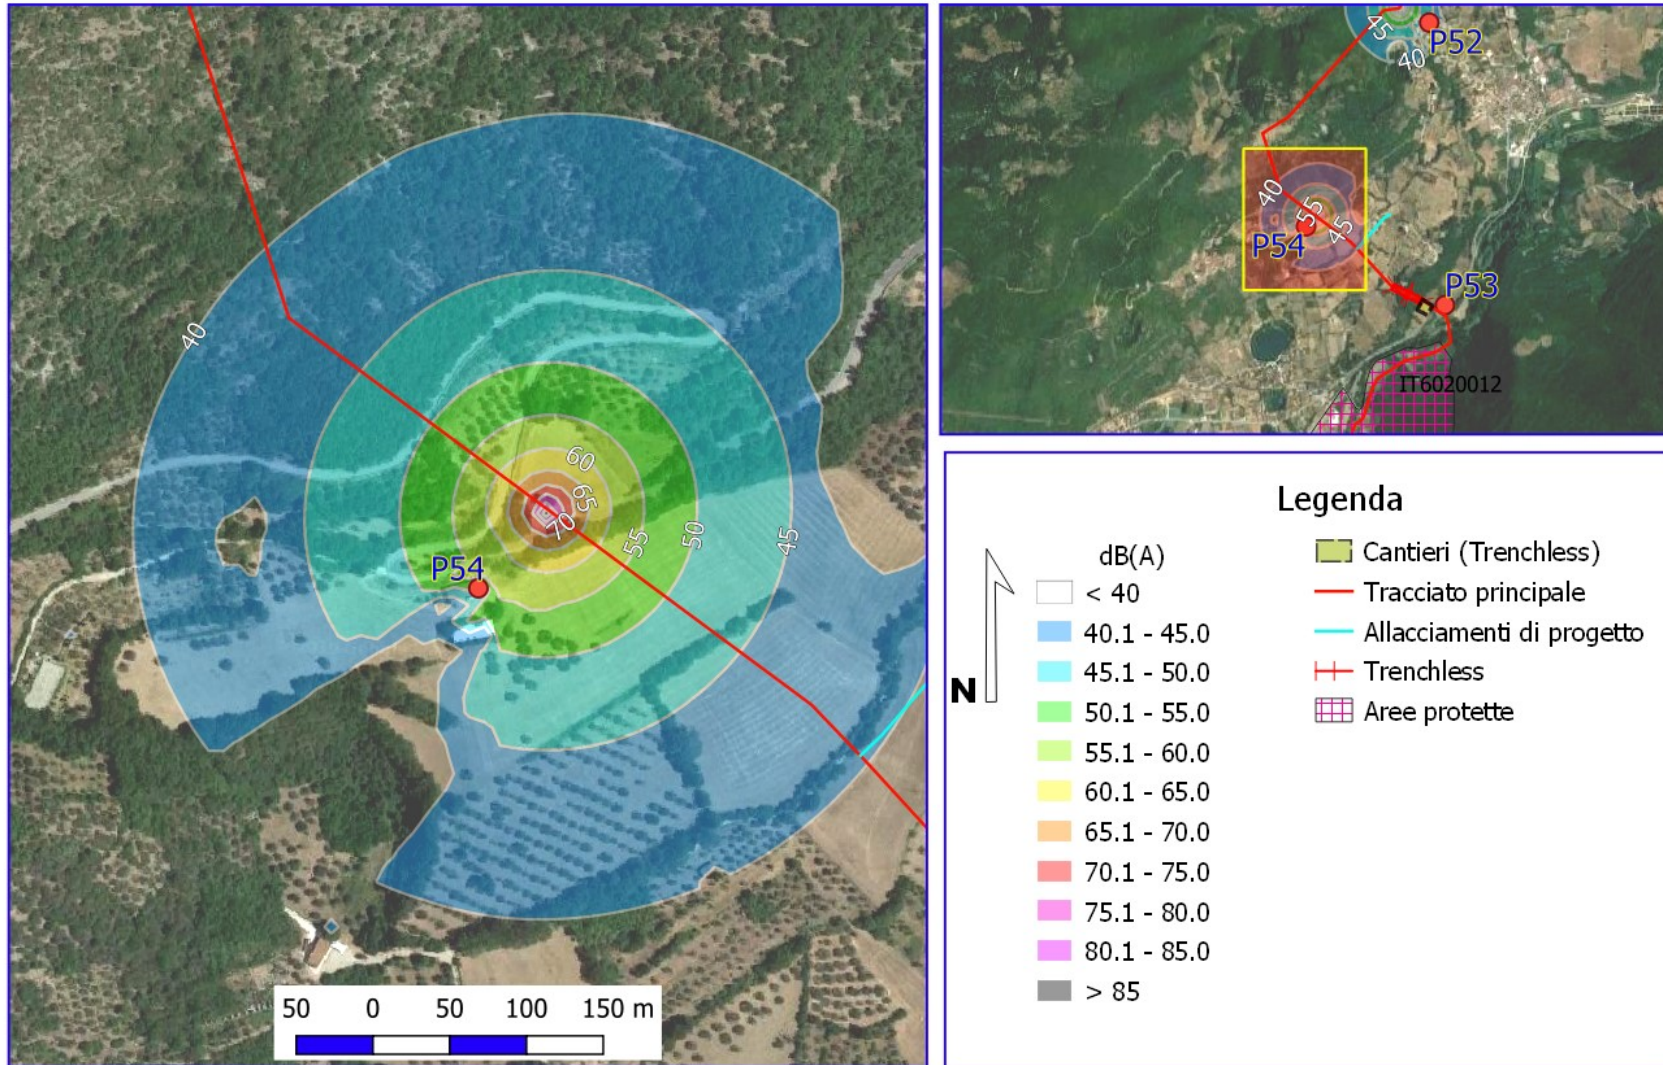 40
60
65
70
55
50
45
P54
50 0 50 100 150 m
45
P52
40
40
55
45
P54
P53
IT6020012
Legenda
dB(A)
< 40
40.1 - 45.0
45.1 - 50.0
50.1 - 55.0
55.1 - 60.0
60.1 - 65.0
65.1 - 70.0
70.1 - 75.0
75.1 - 80.0
80.1 - 85.0
> 85
N
Cantieri (Trenchless)
Tracciato principale
Allacciamenti di progetto
Trenchless
Aree protette